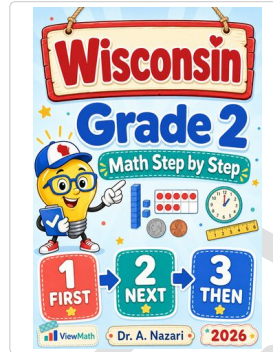 Wisconsin
Grade 2
Math Step by Step
1 FIRST
2 NEXT
3 THEN
ViewMath
Dr. A. Nazari
2026